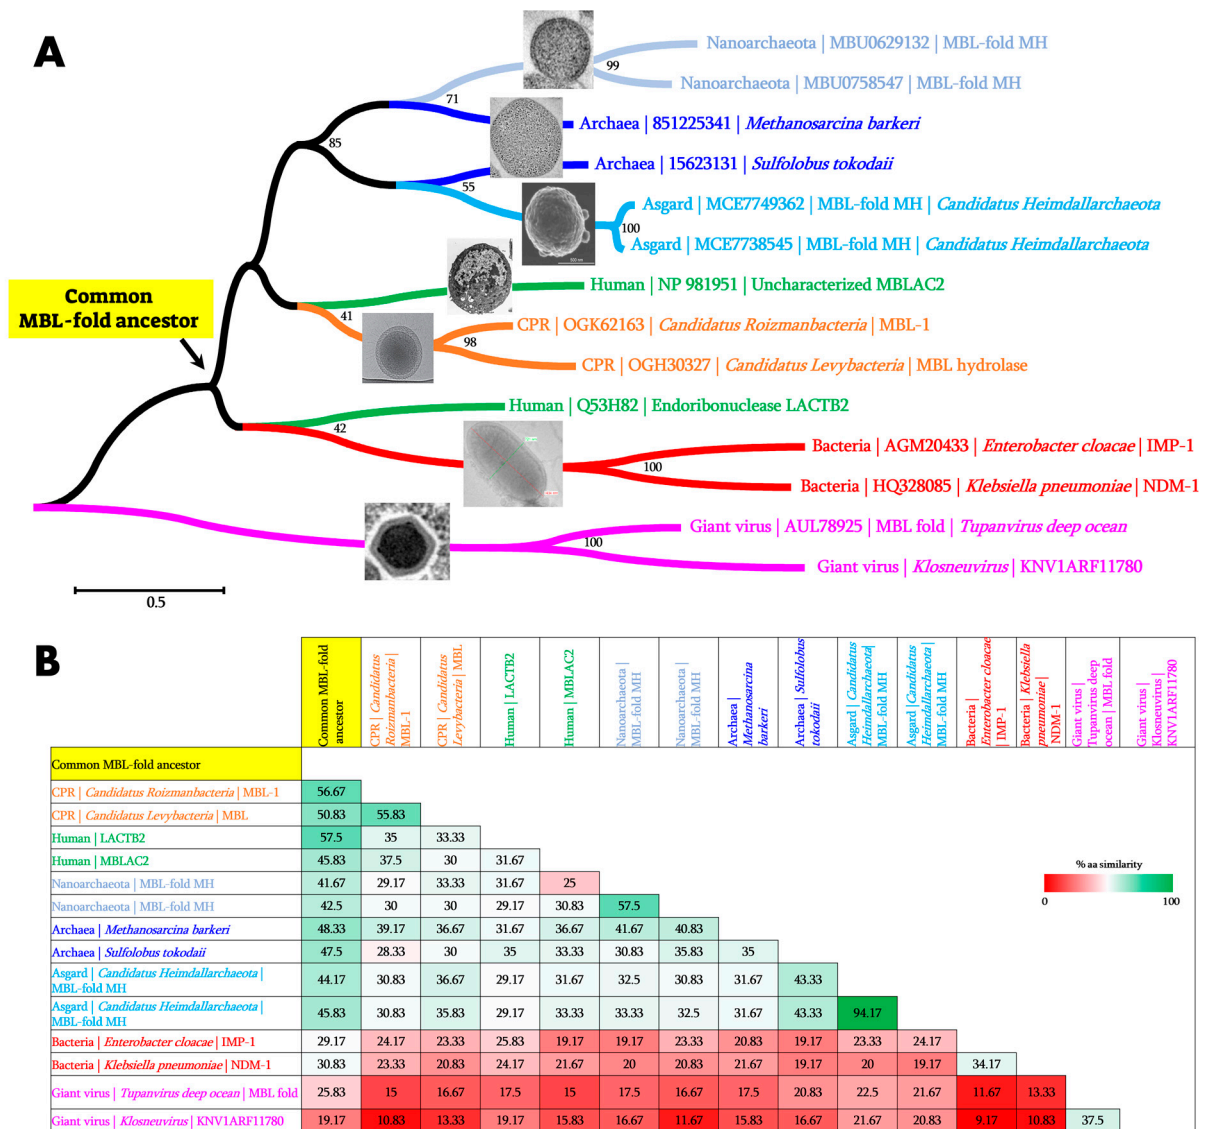 A
Nanoarchaeota | MBU0629132 | MBL-fold MH
99
Nanoarchaeota | MBU0758547 | MBL-fold MH
71
Archaea | 851225341 | Methanosarcina barkeri
85
Archaea | 15623131 | Sulfolobus tokodaii
55
Asgard | MCE7749362 | MBL-fold MH | Candidatus Heimdallarchaeota
100
Asgard | MCE7738545 | MBL-fold MH | Candidatus Heimdallarchaeota
Human | NP 981951 | Uncharacterized MBLAC2
Common
MBL-fold ancestor
41
CPR | OGK62163 | Candidatus Roizmanbacteria | MBL-1
98
CPR | OGH30327 | Candidatus Levybacteria | MBL hydrolase
Human | Q53H82 | Endoribonuclease LACTB2
42
Bacteria | AGM20433 | Enterobacter cloacae | IMP-1
100
Bacteria | HQ328085 | Klebsiella pneumoniae | NDM-1
Giant virus | AUL78925 | MBL fold | Tupanvirus deep ocean
100
Giant virus | Klosneuvirus | KNV1ARF11780
0.5
B
Common MBL-fold
ancestor
CPR | Candidatus
Roizmanbacteria |
MBL-1
CPR | Candidatus
Levybacteria | MBL
Human | LACTB2
Human | MBLAC2
Nanoarchaeota |
MBL-fold MH
Nanoarchaeota |
MBL-fold MH
Archaea |
Methanosarcina
barkeri
Archaea | Sulfolobus
tokodaii
Asgard | Candidatus
Heimdallarchaeota|
MBL-fold MH
Asgard |Candidatus
Heimdallarchaeota |
MBL-fold MH
Bacteria |
Enterobacter cloacae
| IMP-1
Bacteria | Klebsiella
pneumoniae |
NDM-1
Giant virus |
Tupanvirus deep
ocean | MBL fold
Giant virus |
Klosneuvirus |
KNV1ARF11780
Common MBL-fold ancestor
CPR | Candidatus Roizmanbacteria | MBL-1 56.67
CPR | Candidatus Levybacteria | MBL 50.83 55.83
Human | LACTB2 57.5 35 33.33
Human | MBLAC2 45.83 37.5 30 31.67
Nanoarchaeota | MBL-fold MH 41.67 29.17 33.33 31.67 25
Nanoarchaeota | MBL-fold MH 42.5 30 30 29.17 30.83 57.5
Archaea | Methanosarcina barkeri 48.33 39.17 36.67 31.67 36.67 41.67 40.83
Archaea | Sulfolobus tokodaii 47.5 28.33 30 35 33.33 30.83 35.83 35
Asgard | Candidatus Heimdallarchaeota |
MBL-fold MH 44.17 30.83 36.67 29.17 31.67 32.5 30.83 31.67 43.33
Asgard | Candidatus Heimdallarchaeota |
MBL-fold MH 45.83 30.83 35.83 29.17 33.33 33.33 32.5 31.67 43.33 94.17
Bacteria | Enterobacter cloacae | IMP-1 29.17 24.17 23.33 25.83 19.17 19.17 23.33 20.83 19.17 23.33 24.17
Bacteria | Klebsiella pneumoniae | NDM-1 30.83 23.33 20.83 24.17 21.67 20 20.83 21.67 19.17 20 19.17 34.17
Giant virus | Tupanvirus deep ocean | MBL fold 25.83 15 16.67 17.5 15 17.5 16.67 17.5 20.83 22.5 21.67 11.67 13.33
Giant virus | Klosneuvirus | KNV1ARF11780 19.17 10.83 13.33 19.17 15.83 16.67 11.67 15.83 16.67 21.67 20.83 9.17 10.83 37.5
% aa similarity
0 100